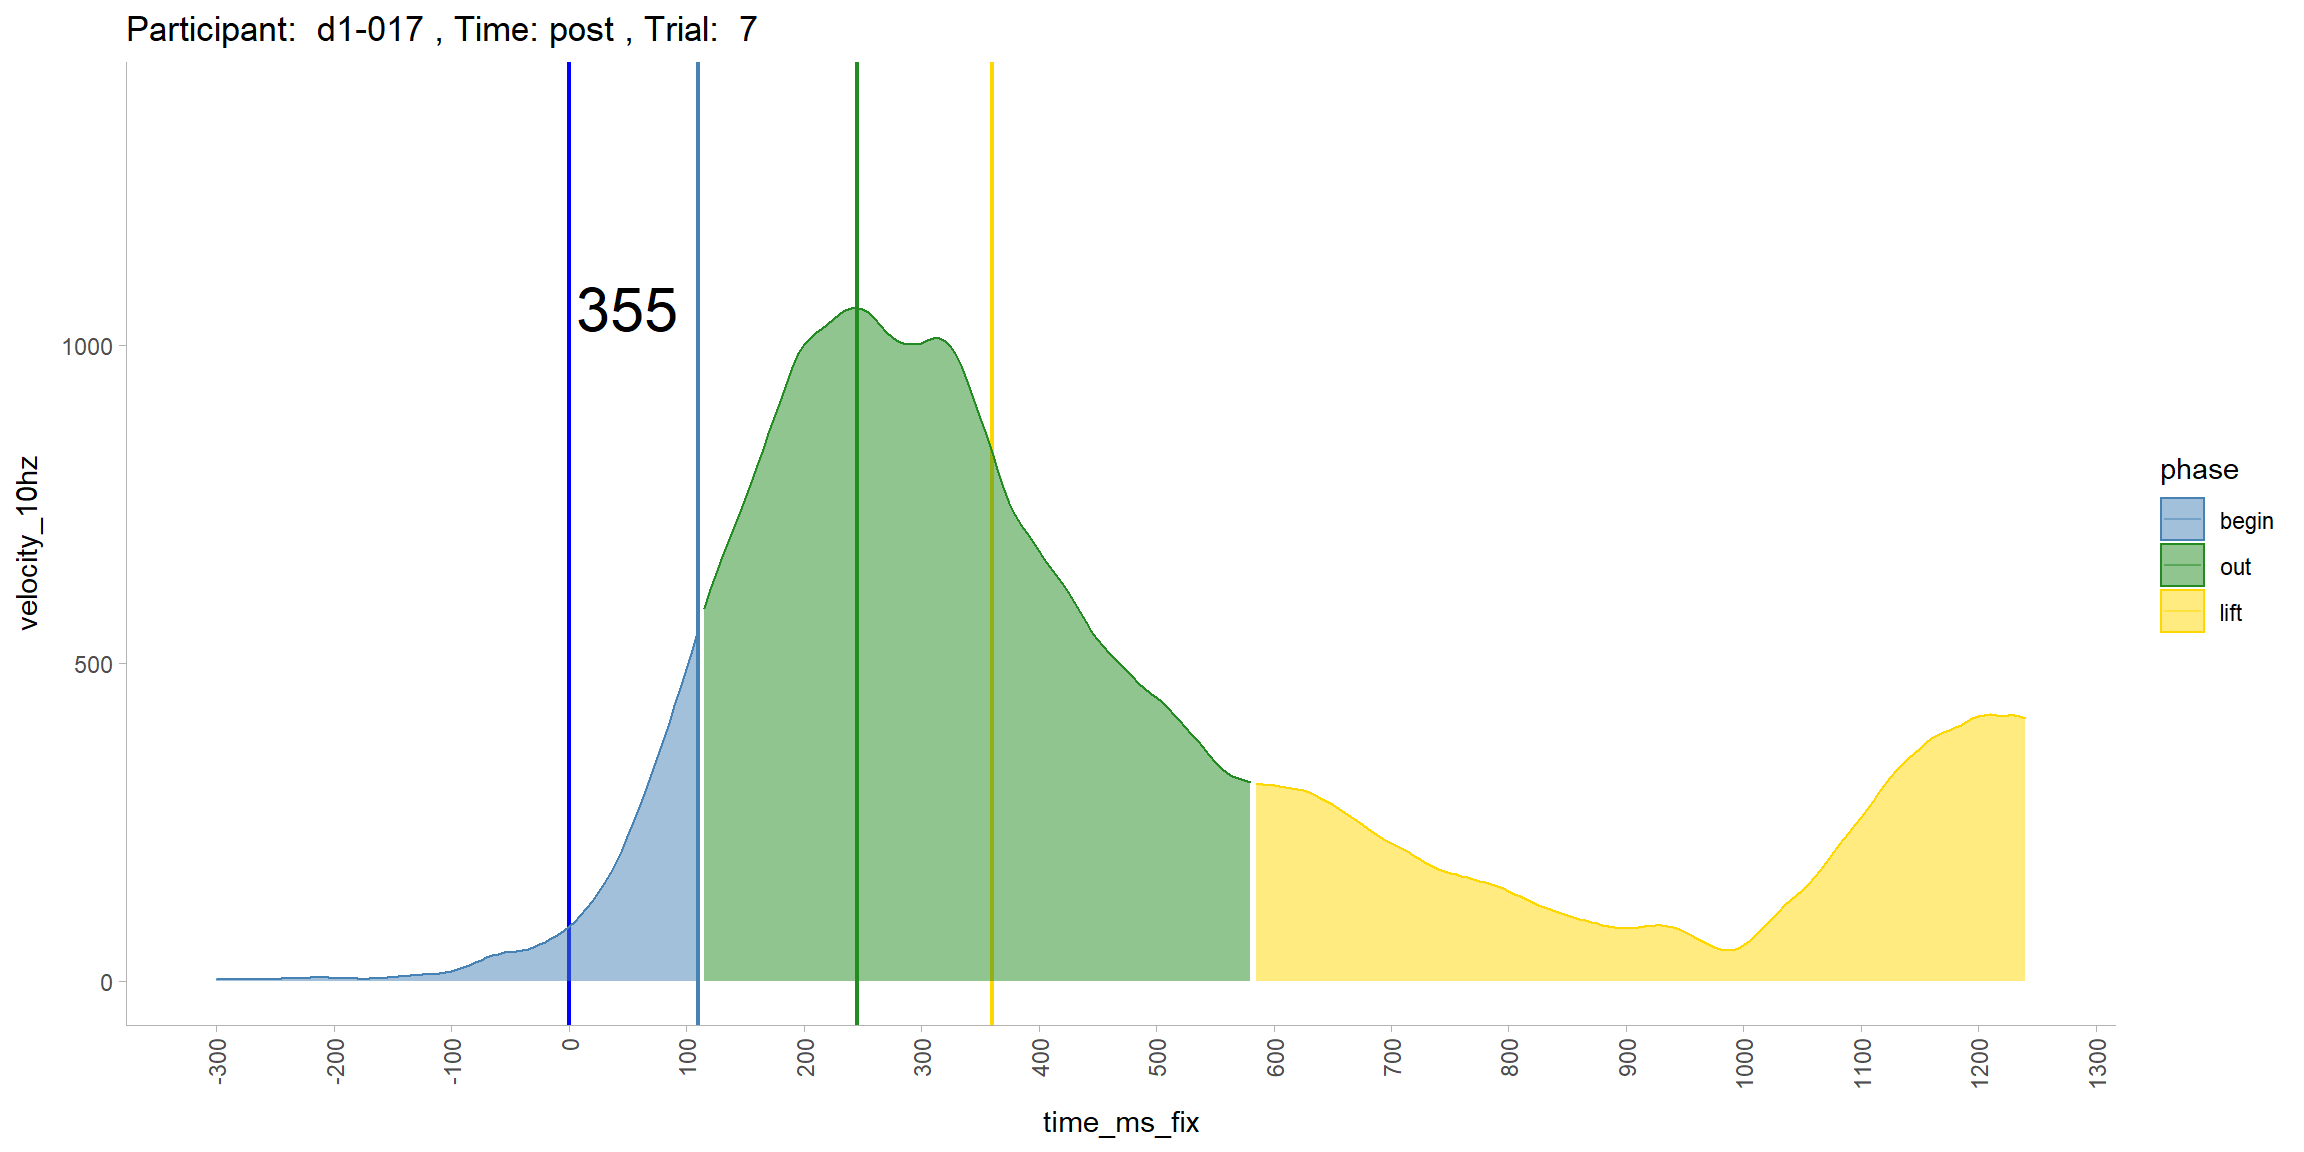 Participant:  d1-017 , Time: post , Trial:  7
355
1000
500
0
velocity_10hz
-300 -200 -100 0 100 200 300 400 500 600 700 800 900 1000 1100 1200 1300
time_ms_fix
phase
begin
out
lift